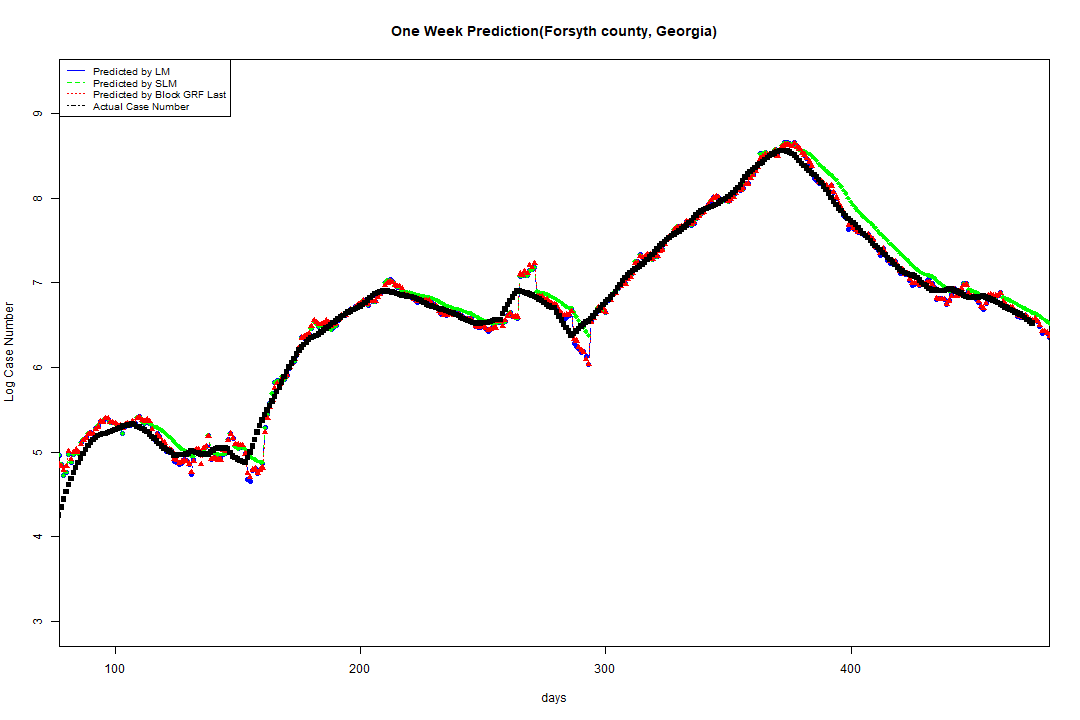 One Week Prediction(Forsyth county, Georgia)
Predicted by LM
Predicted by SLM
Predicted by Block GRF Last
Actual Case Number
Log Case Number
9
8
7
6
5
4
3
100 200 300 400
days